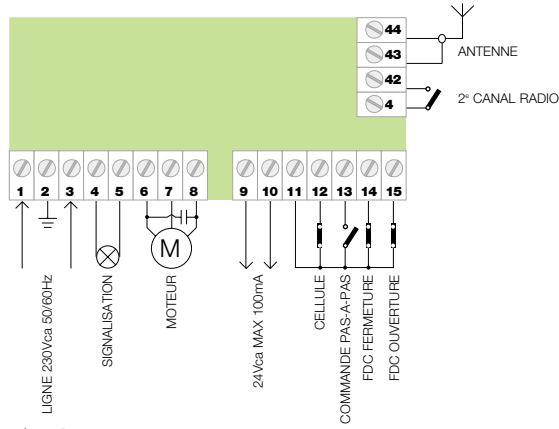 44
43
ANTENNE
42
4
2e CANAL RADIO
1 2 3 4 5 6 7 8 9 10 11 12 13 14 15
M
LIGNE 230Vca 50/60Hz
SIGNALISATION
MOTEUR
24Vca MAX 100mA
CELLULE
COMMANDE PAS-A-PAS
FDC FERMETURE
FDC OUVERTURE